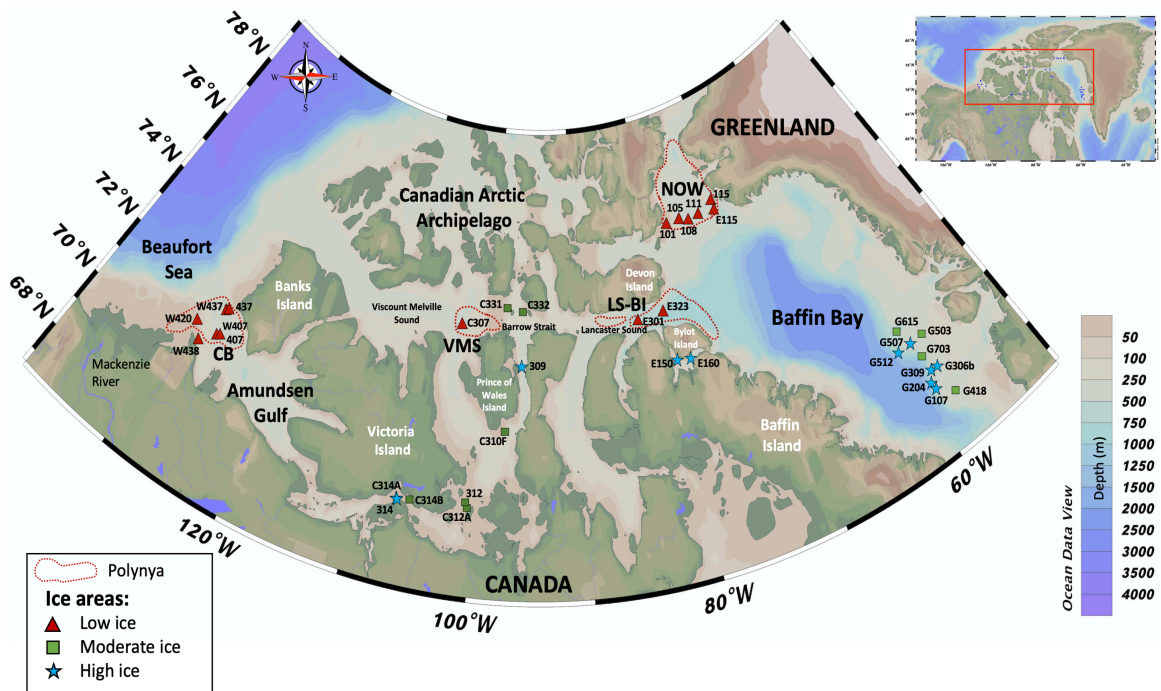 78°N
76°N
74°N
72°N
70°N
68°N
N
W
E
S
GREENLAND
NOW
115
111
105
E115
101
108
Canadian Arctic
Archipelago
Beaufort
Sea
Banks
Island
Devon
Island
W437
437
W420
W407
407
W438
CB
Viscount Melville
Sound
C331
C332
C307
Barrow Strait
VMS
LS-BI
E323
E301
Lancaster Sound
Bylot
Island
E150
E160
Baffin Bay
G615
G503
G507
G703
G512
G306b
G309
G204
G418
G107
Mackenzie
River
309
Prince of
Wales
Island
Amundsen
Gulf
Victoria
Island
C310F
Baffin
Island
C314A
314
C314B
312
C312A
CANADA
120°W
100°W
80°W
60°W
Polynya
Ice areas:
Low ice
Moderate ice
High ice
Ocean Data View
Depth (m)
50
100
250
500
750
1000
1250
1500
2000
2500
3000
3500
4000